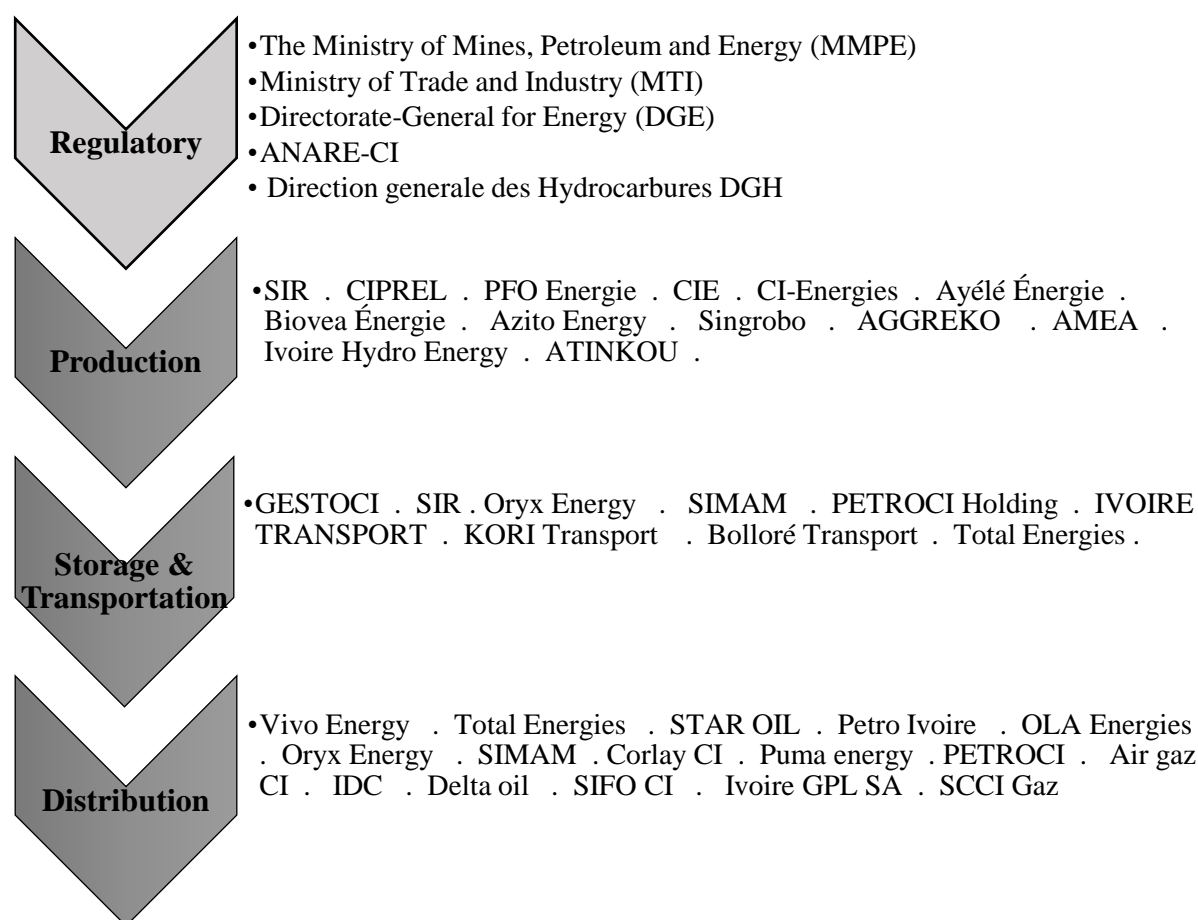 •The Ministry of Mines, Petroleum and Energy (MMPE)
•Ministry of Trade and Industry (MTI)
•Directorate-General for Energy (DGE)
•ANARE-CI
• Direction generale des Hydrocarbures DGH
Regulatory
•SIR . CIPREL . PFO Energie . CIE . CI-Energies . Ayélé Énergie .
Biovea Énergie . Azito Energy . Singrobo . AGGREKO . AMEA .
Ivoire Hydro Energy . ATINKOU .
Production
•GESTOCI . SIR . Oryx Energy . SIMAM . PETROCI Holding . IVOIRE
TRANSPORT . KORI Transport . Bolloré Transport . Total Energies .
Storage &
Transportation
•Vivo Energy . Total Energies . STAR OIL . Petro Ivoire . OLA Energies
. Oryx Energy . SIMAM . Corlay CI . Puma energy . PETROCI . Air gaz
CI . IDC . Delta oil . SIFO CI . Ivoire GPL SA . SCCI Gaz
Distribution